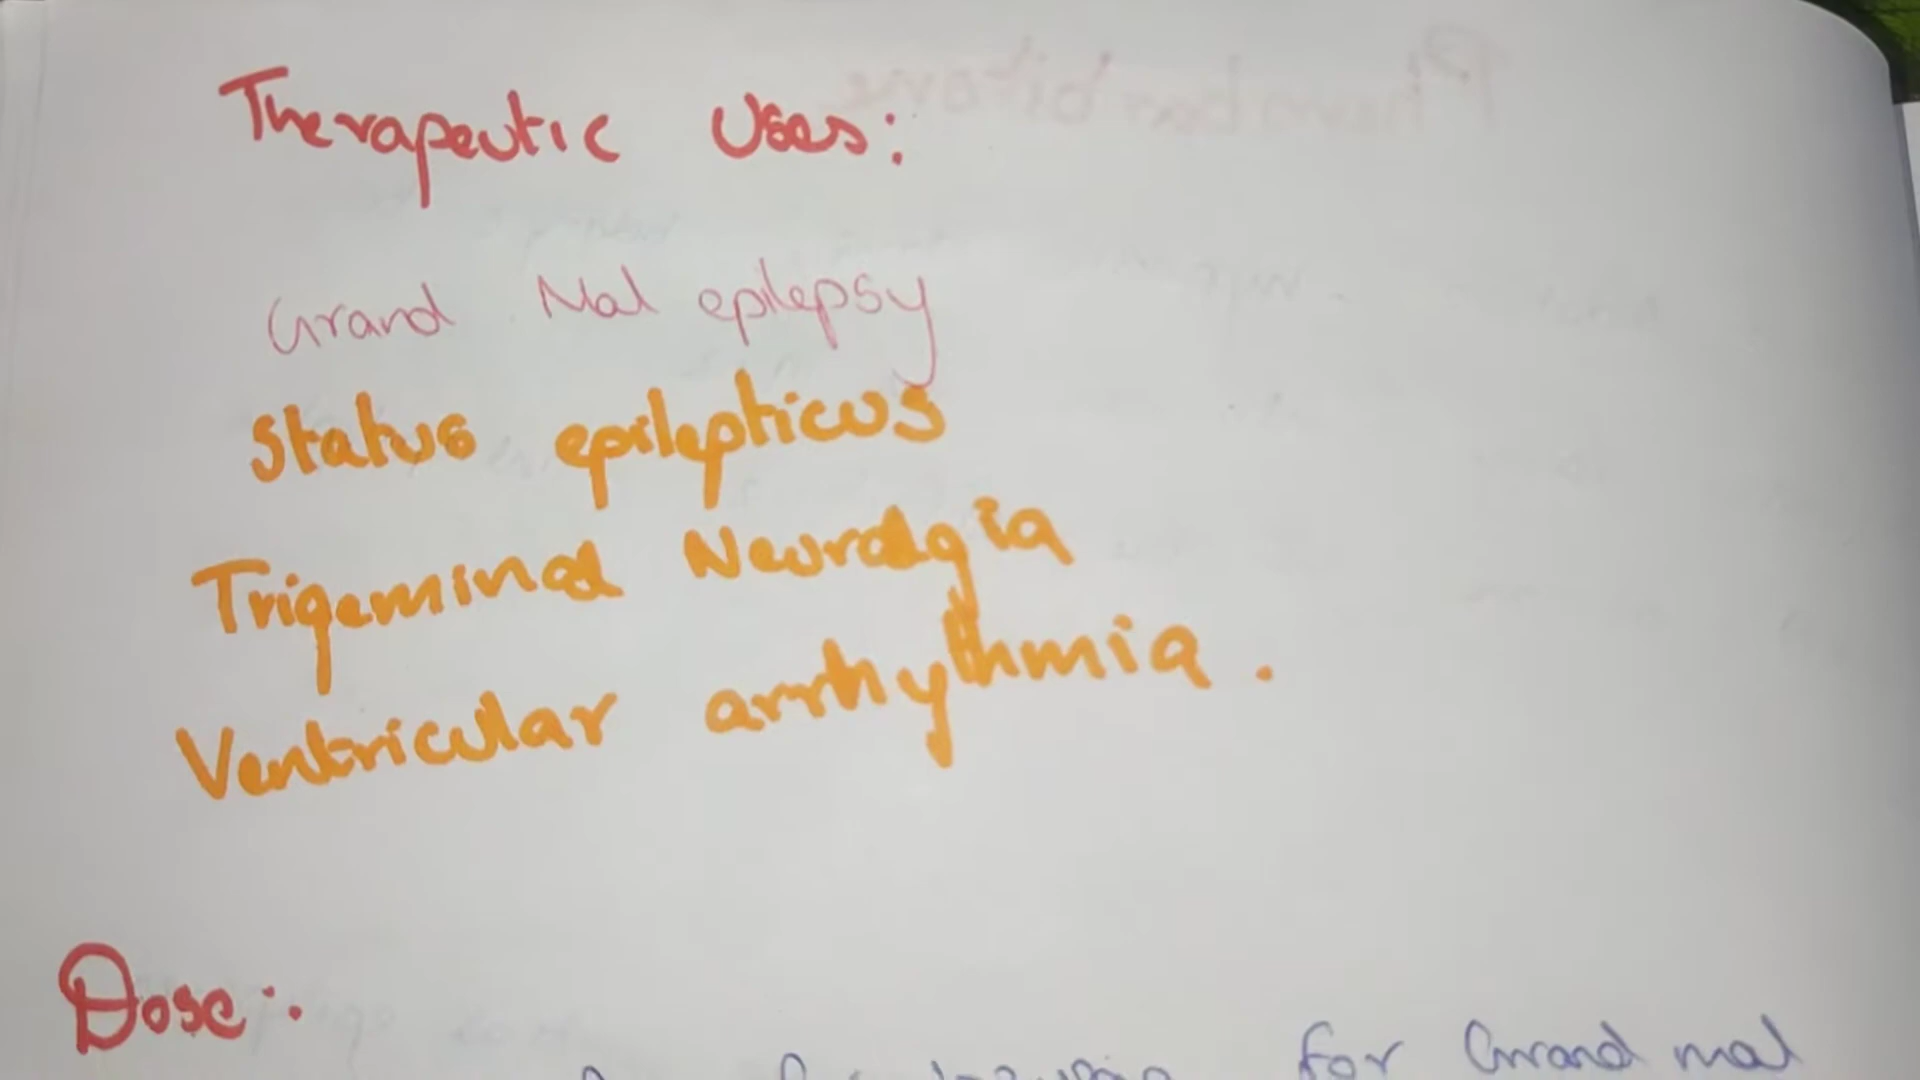 Therapeutic Uses:
Grand Mal epilepsy
Status epilepticus
Trigeminal Neuralgia
Ventricular arrhythmia.
Dose:.
for Grand mal